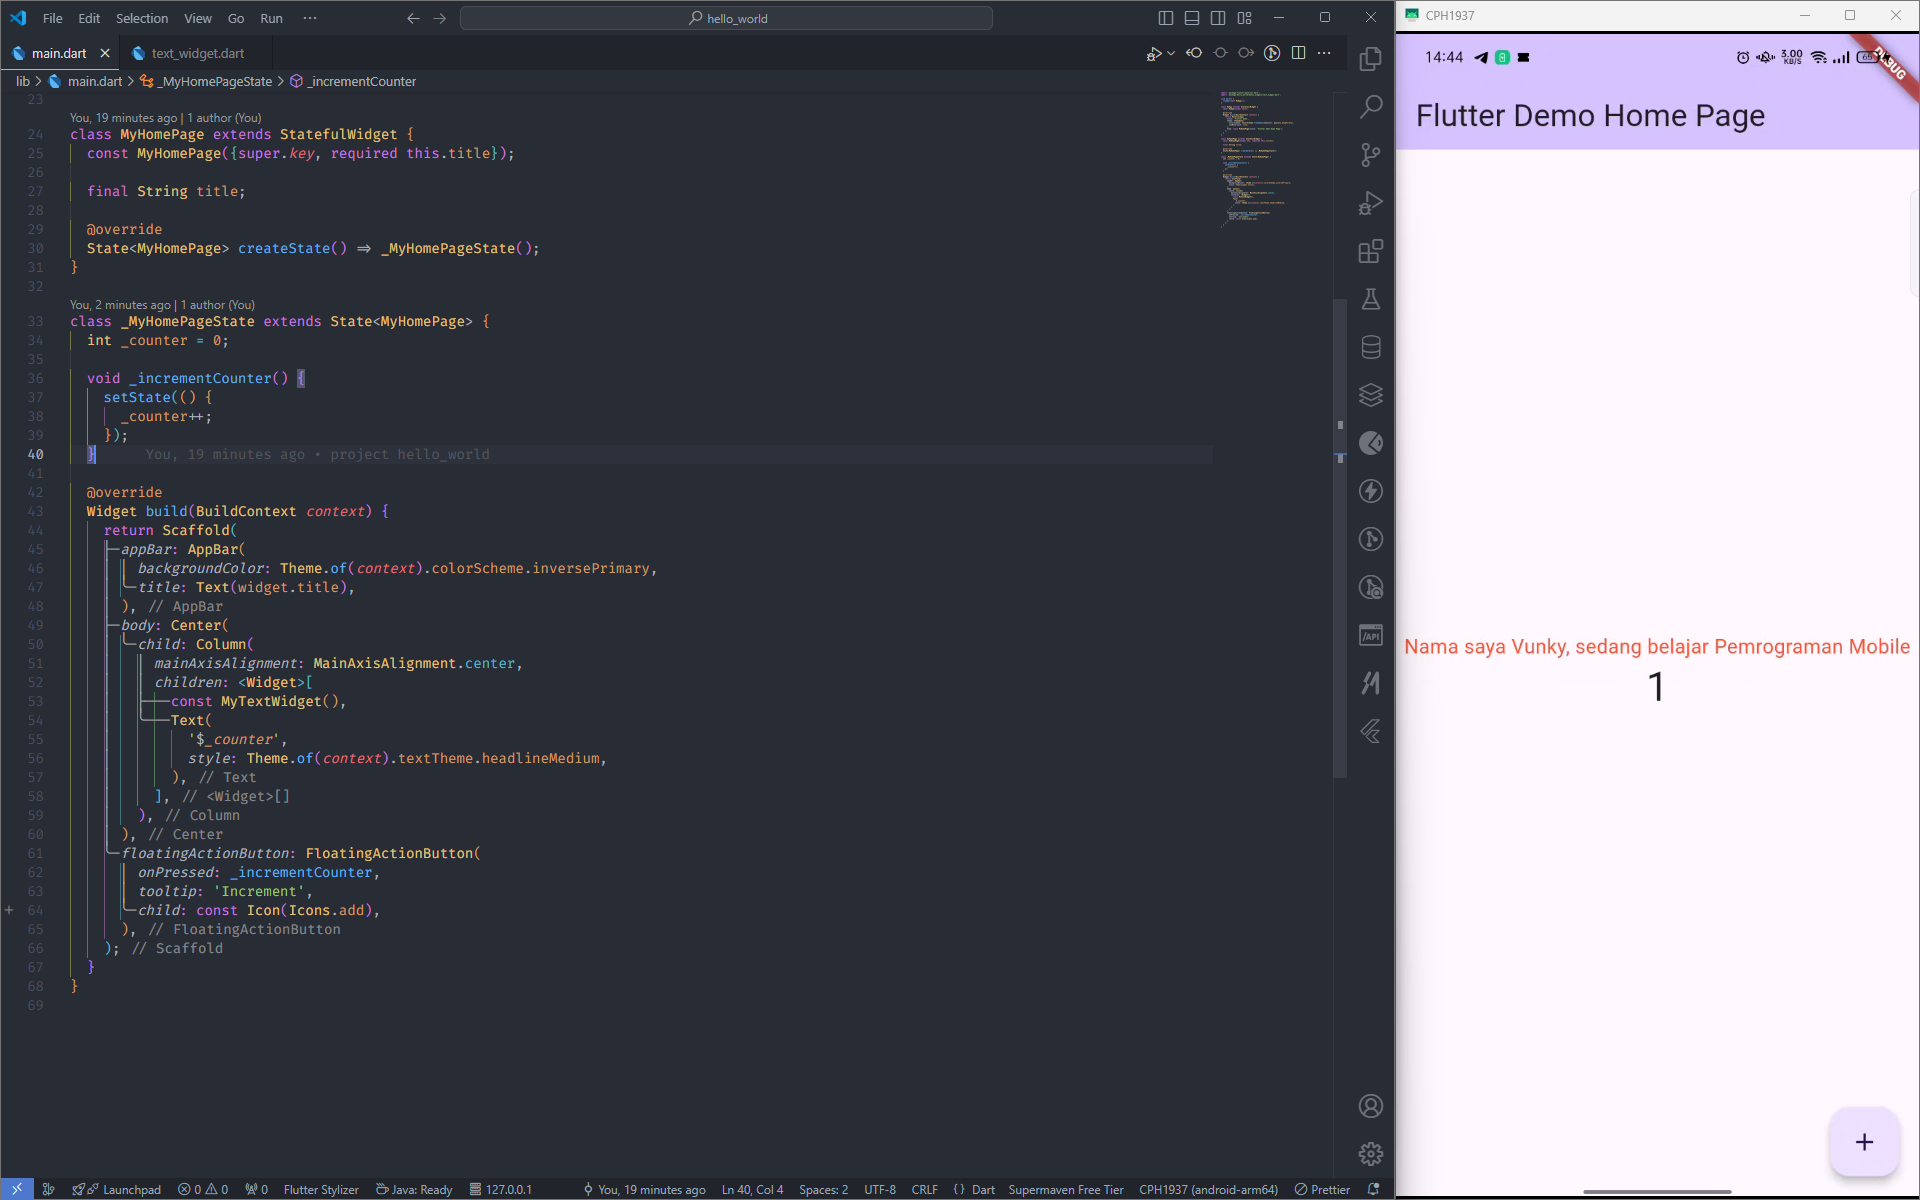 File Edit Selection View Go Run ··· hello_world
main.dart text_widget.dart
lib > main.dart > _MyHomePageState > _incrementCounter
23
You, 19 minutes ago | 1 author (You)
24 class MyHomePage extends StatefulWidget {
25 const MyHomePage({super.key, required this.title});
26
27 final String title;
28
29 @override
30 State<MyHomePage> createState() => _MyHomePageState();
31 }
32
You, 2 minutes ago | 1 author (You)
33 class _MyHomePageState extends State<MyHomePage> {
34 int _counter = 0;
35
36 void _incrementCounter() {
37 setState(() {
38 _counter++;
39 });
40 } You, 19 minutes ago • project hello_world
41
42 @override
43 Widget build(BuildContext context) {
44 return Scaffold(
45 appBar: AppBar(
46 backgroundColor: Theme.of(context).colorScheme.inversePrimary,
47 title: Text(widget.title),
48 ), // AppBar
49 body: Center(
50 child: Column(
51 mainAxisAlignment: MainAxisAlignment.center,
52 children: <Widget>[
53 const MyTextWidget(),
54 Text(
55 '$_counter',
56 style: Theme.of(context).textTheme.headlineMedium,
57 ), // Text
58 ], // <Widget>[]
59 ), // Column
60 ), // Center
61 floatingActionButton: FloatingActionButton(
62 onPressed: _incrementCounter,
63 tooltip: 'Increment',
64 child: const Icon(Icons.add),
65 ), // FloatingActionButton
66 ); // Scaffold
67 }
68 }
69
/API
Launchpad 0 0 0 Flutter Stylizer Java: Ready 127.0.0.1 You, 19 minutes ago Ln 40, Col 4 Spaces: 2 UTF-8 CRLF {} Dart Supermaven Free Tier CPH1937 (android-arm64) Prettier
CPH1937
14:44 3.00 KB/S 65
DEBUG
Flutter Demo Home Page
Nama saya Vunky, sedang belajar Pemrograman Mobile
1
+